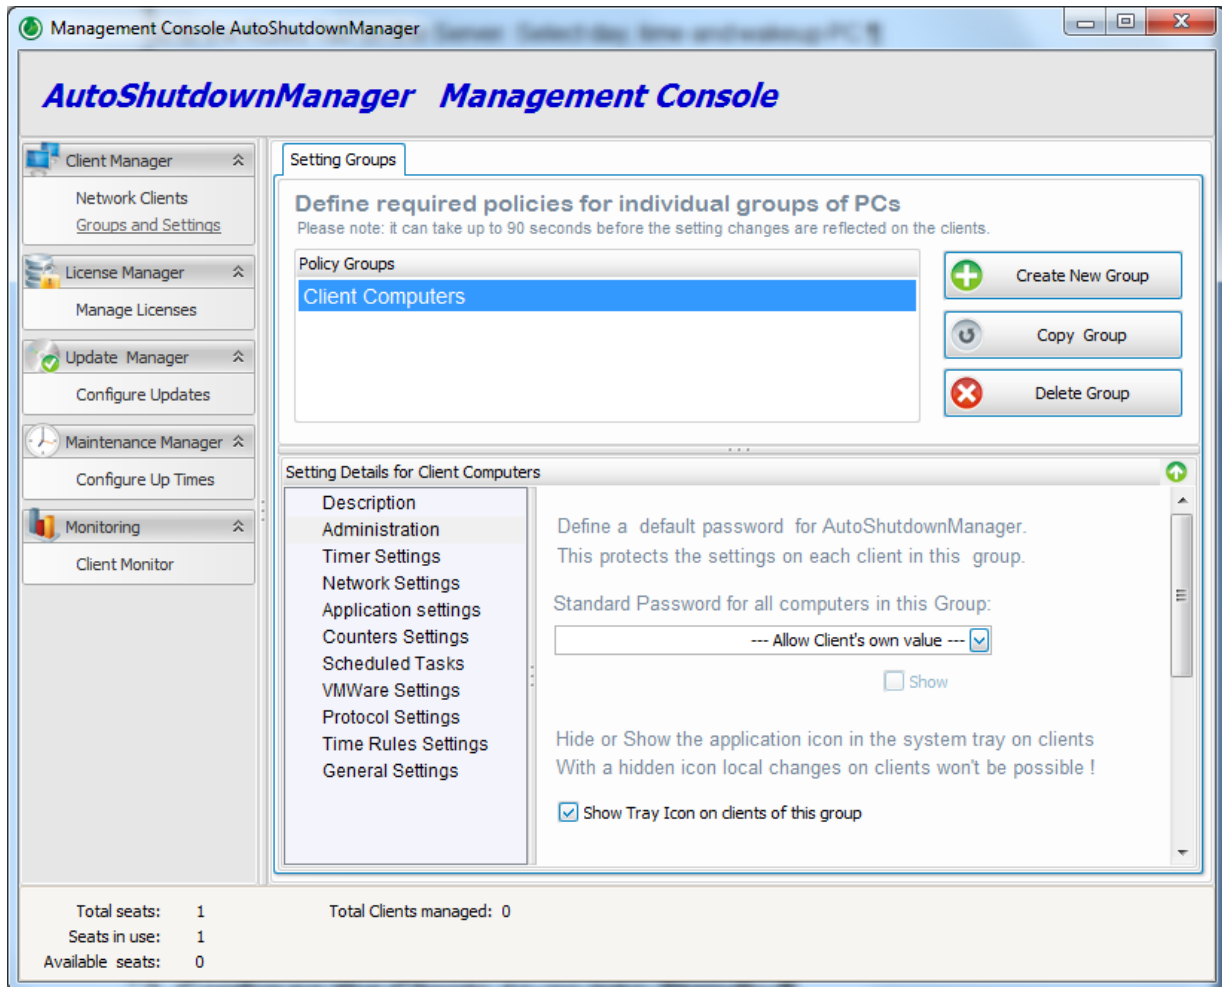 Management Console AutoShutdownManager
Server. Select day, time and wakeup PC ¶
AutoShutdownManager Management Console
Client Manager
Network Clients
Groups and Settings
License Manager
Manage Licenses
Update Manager
Configure Updates
Maintenance Manager
Configure Up Times
Monitoring
Client Monitor
Setting Groups
Define required policies for individual groups of PCs
Please note: it can take up to 90 seconds before the setting changes are reflected on the clients.
Policy Groups
Client Computers
Create New Group
Copy Group
Delete Group
Setting Details for Client Computers
Description
Administration
Timer Settings
Network Settings
Application settings
Counters Settings
Scheduled Tasks
VMWare Settings
Protocol Settings
Time Rules Settings
General Settings
Define a default password for AutoShutdownManager.
This protects the settings on each client in this group.
Standard Password for all computers in this Group:
--- Allow Client's own value ---
Show
Hide or Show the application icon in the system tray on clients
With a hidden icon local changes on clients won't be possible !
Show Tray Icon on clients of this group
Total seats: 1
Total Clients managed: 0
Seats in use: 1
Available seats: 0